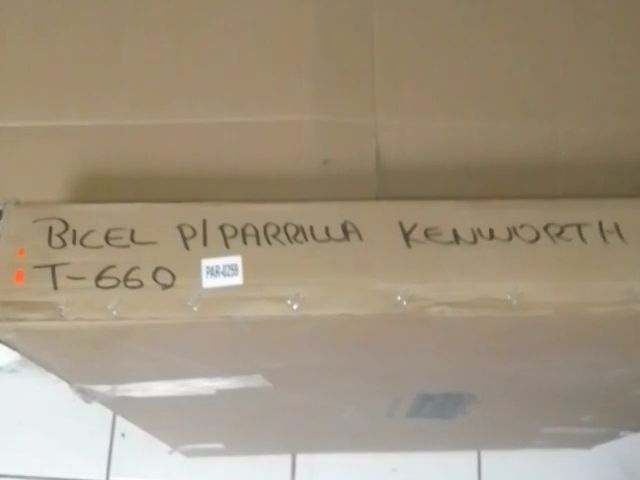 BICEL P/PARRILLA KENWORTH
T-660 PAR-0259